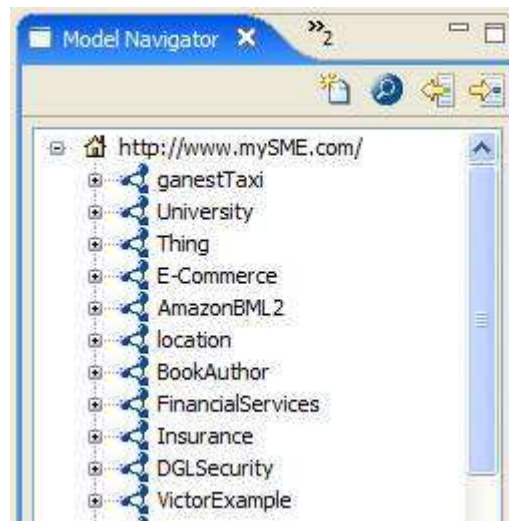 Model Navigator
»2
http://www.mySME.com/
ganestTaxi
University
Thing
E-Commerce
AmazonBML2
location
BookAuthor
FinancialServices
Insurance
DGLSecurity
VictorExample